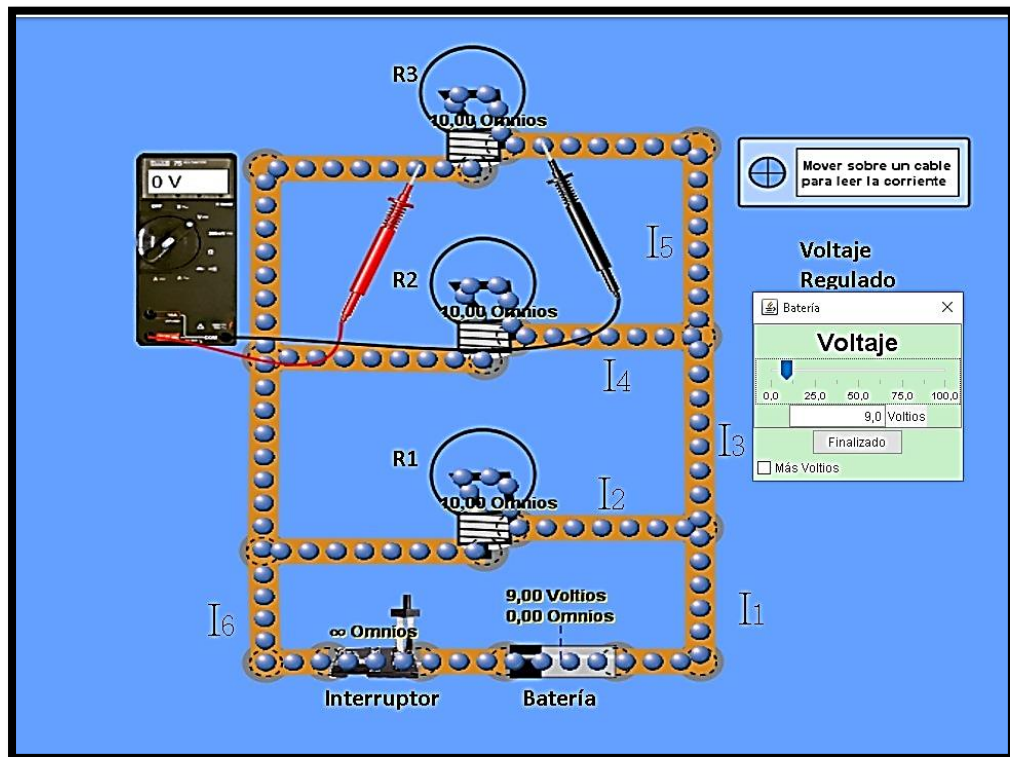 R3
10,00 Omnios
0 V
Mover sobre un cable
para leer la corriente
I5
Voltaje
Regulado
R2
10,00 Omnios
Batería
Voltaje
I4
0,0 25,0 50,0 75,0 100,0
9,0 Voltios
Finalizado
I3
Más Voltios
R1
10,00 Omnios
I2
9,00 Voltios
0,00 Omnios
I1
I6
∞ Omnios
Interruptor
Batería